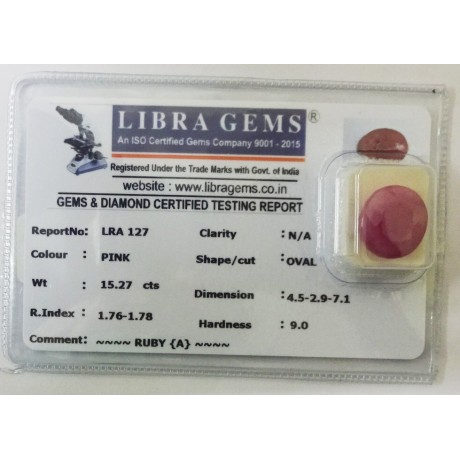 LIBRA GEMS ®
An ISO Certified Gems Company 9001 - 2015
Registered Under the Trade Marks with Govt. of India
website : www.libragems.co.in
GEMS & DIAMOND CERTIFIED TESTING REPORT
ReportNo: LRA 127 Clarity : N/A
Colour : PINK Shape/cut : OVAL
Wt : 15.27 cts Dimension : 4.5-2.9-7.1
R.Index : 1.76-1.78 Hardness : 9.0
Comment: ~~~~ RUBY {A} ~~~~